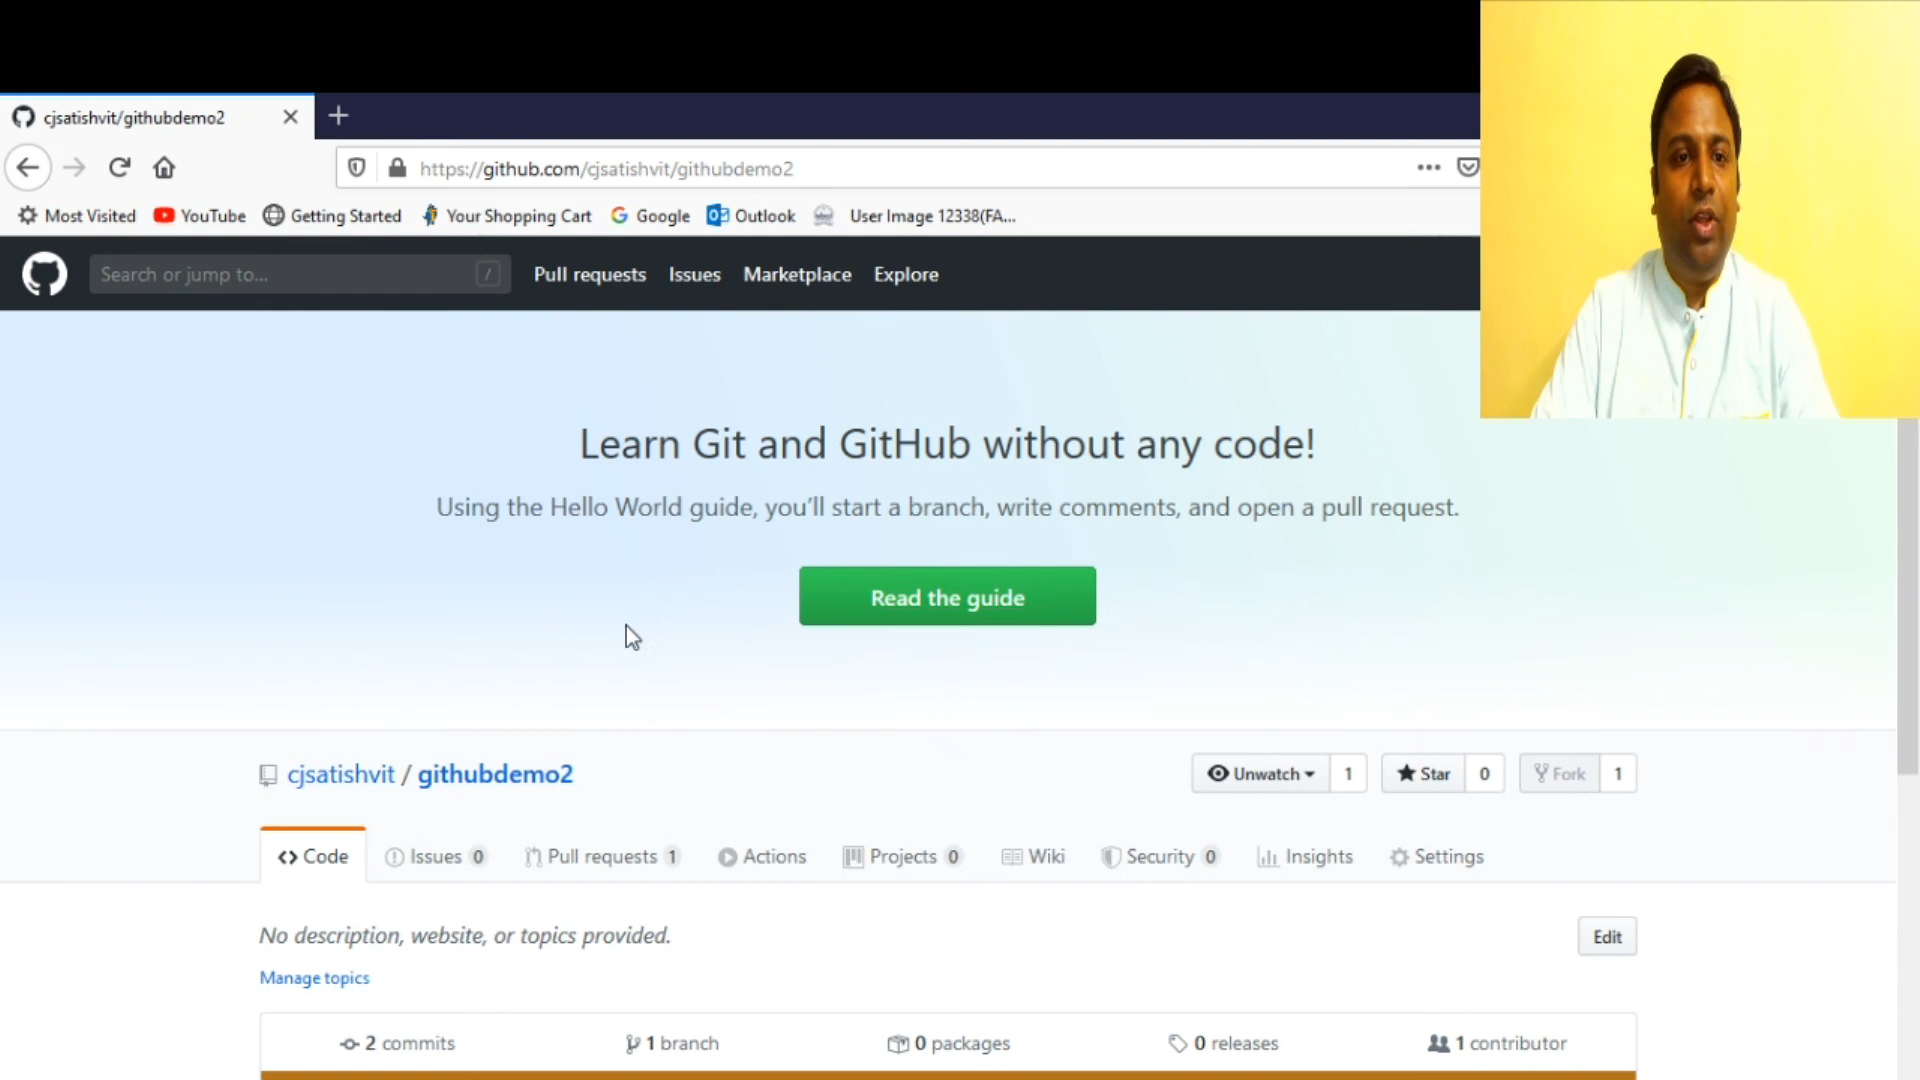 cjsatishvit/githubdemo2
https://github.com/cjsatishvit/githubdemo2
Most Visited YouTube Getting Started Your Shopping Cart Google Outlook User Image 12338(FA...
Search or jump to... / Pull requests Issues Marketplace Explore
Learn Git and GitHub without any code!
Using the Hello World guide, you'll start a branch, write comments, and open a pull request.
Read the guide
cjsatishvit / githubdemo2 Unwatch 1 Star 0 Fork 1
Code Issues 0 Pull requests 1 Actions Projects 0 Wiki Security 0 Insights Settings
No description, website, or topics provided. Edit
Manage topics
2 commits 1 branch 0 packages 0 releases 1 contributor